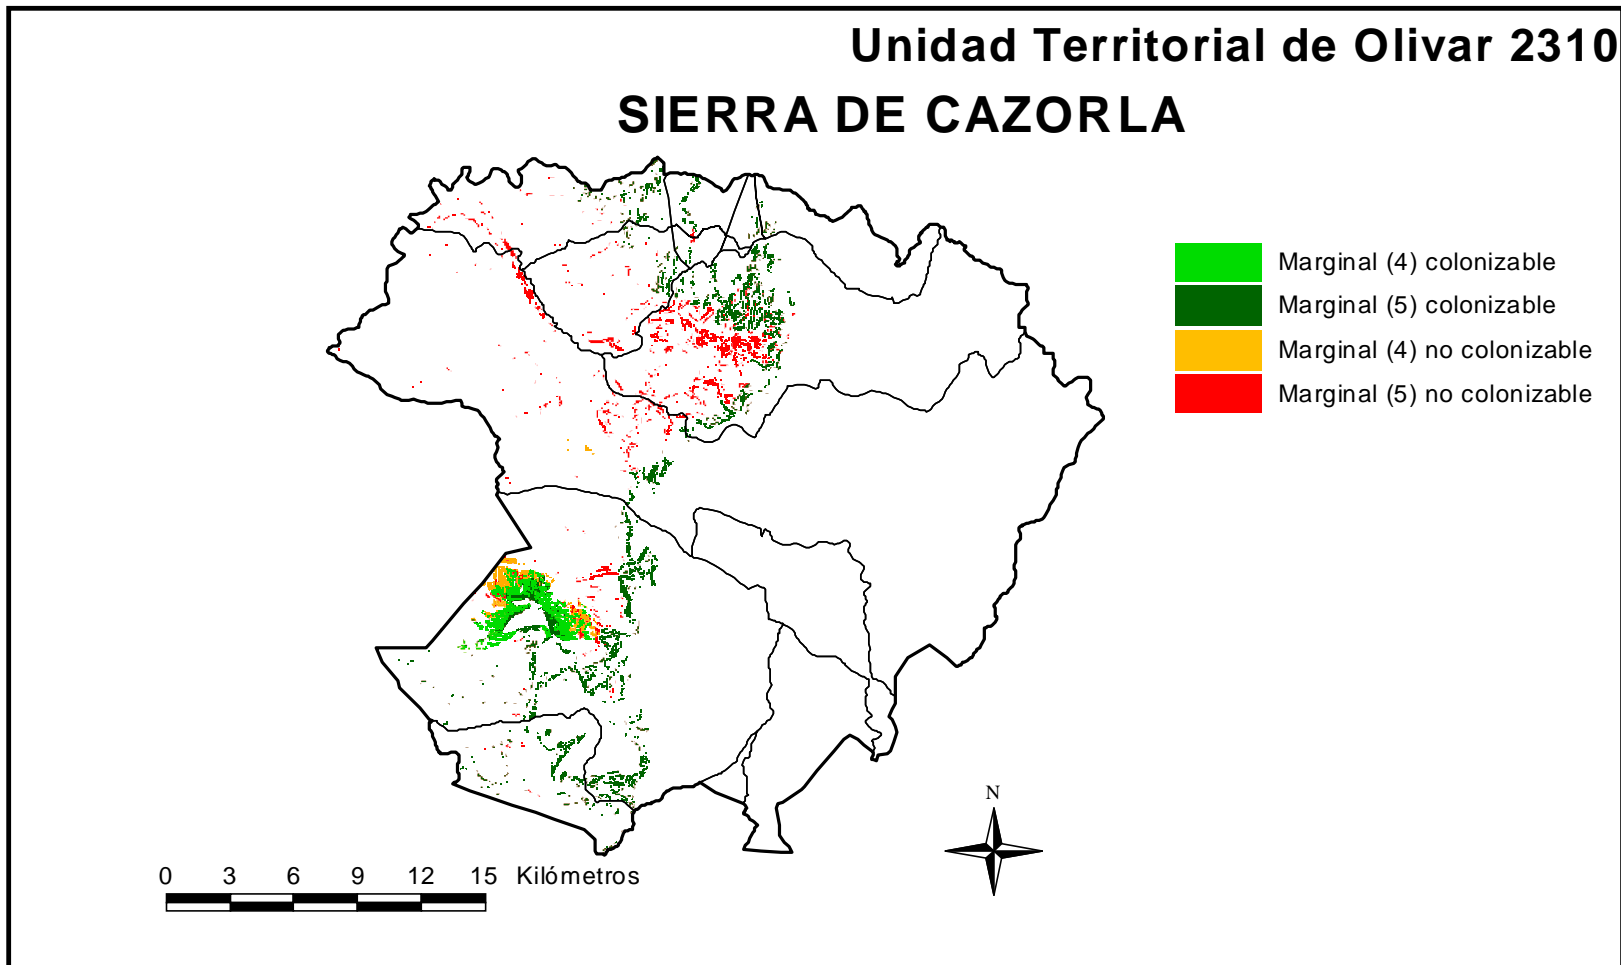 Unidad Territorial de Olivar 2310
SIERRA DE CAZORLA
Marginal (4) colonizable
Marginal (5) colonizable
Marginal (4) no colonizable
Marginal (5) no colonizable
N
0 3 6 9 12 15 Kilómetros